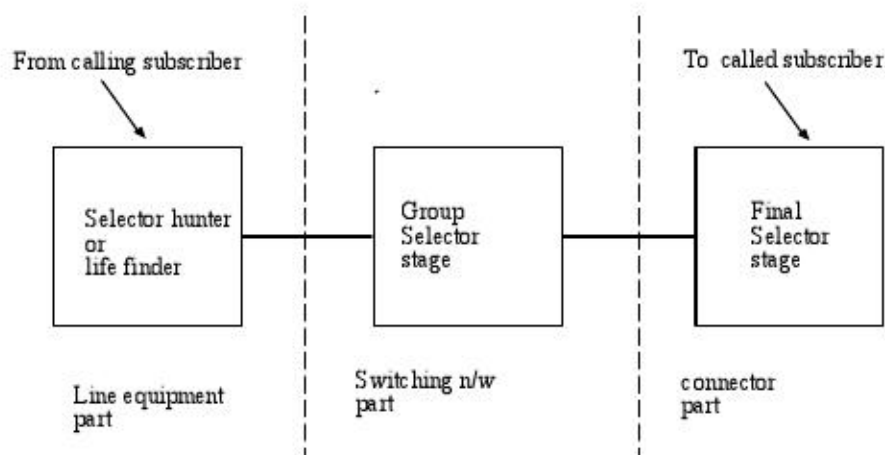 From calling subscriber
To called subscriber
Selector hunter
or
life finder
Group
Selector
stage
Final
Selector
stage
Line equipment
part
Switching n/w
part
connector
part